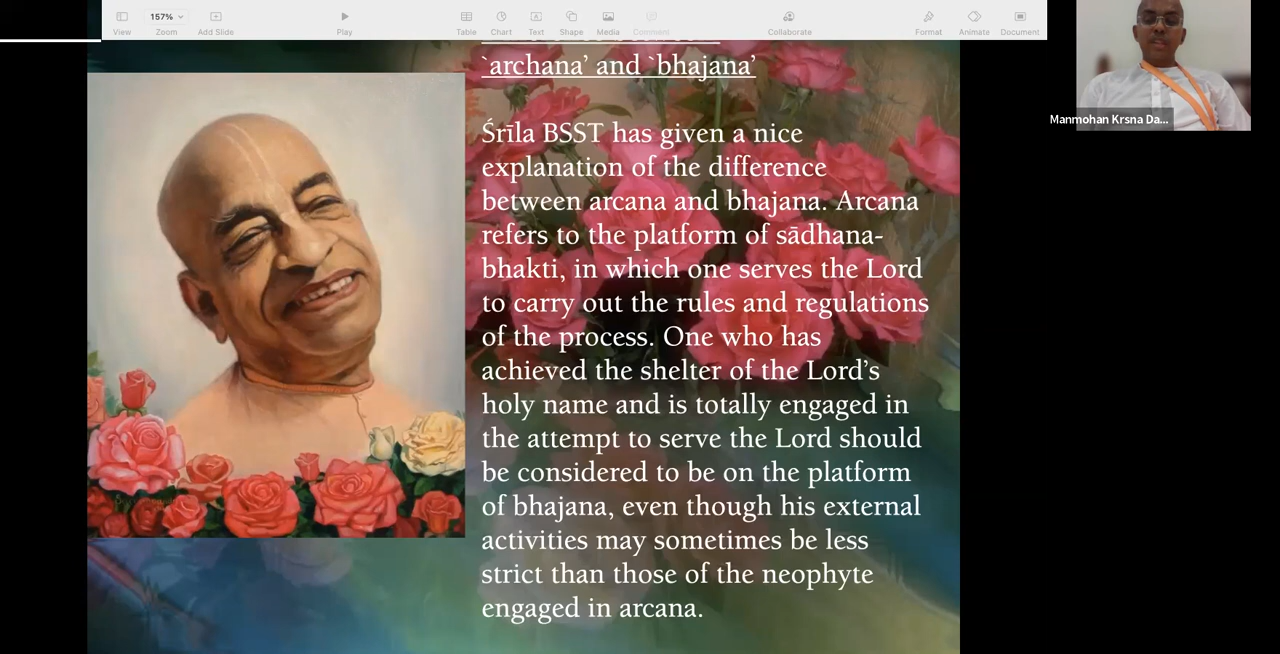 157%
View Zoom Add Slide Play Table Chart Text Shape Media Comment Collaborate Format Animate Document
Manmohan Krsna Da...
`archana’ and `bhajana’
Śrīla BSST has given a nice
explanation of the difference
between arcana and bhajana. Arcana
refers to the platform of sādhana-
bhakti, in which one serves the Lord
to carry out the rules and regulations
of the process. One who has
achieved the shelter of the Lord’s
holy name and is totally engaged in
the attempt to serve the Lord should
be considered to be on the platform
of bhajana, even though his external
activities may sometimes be less
strict than those of the neophyte
engaged in arcana.